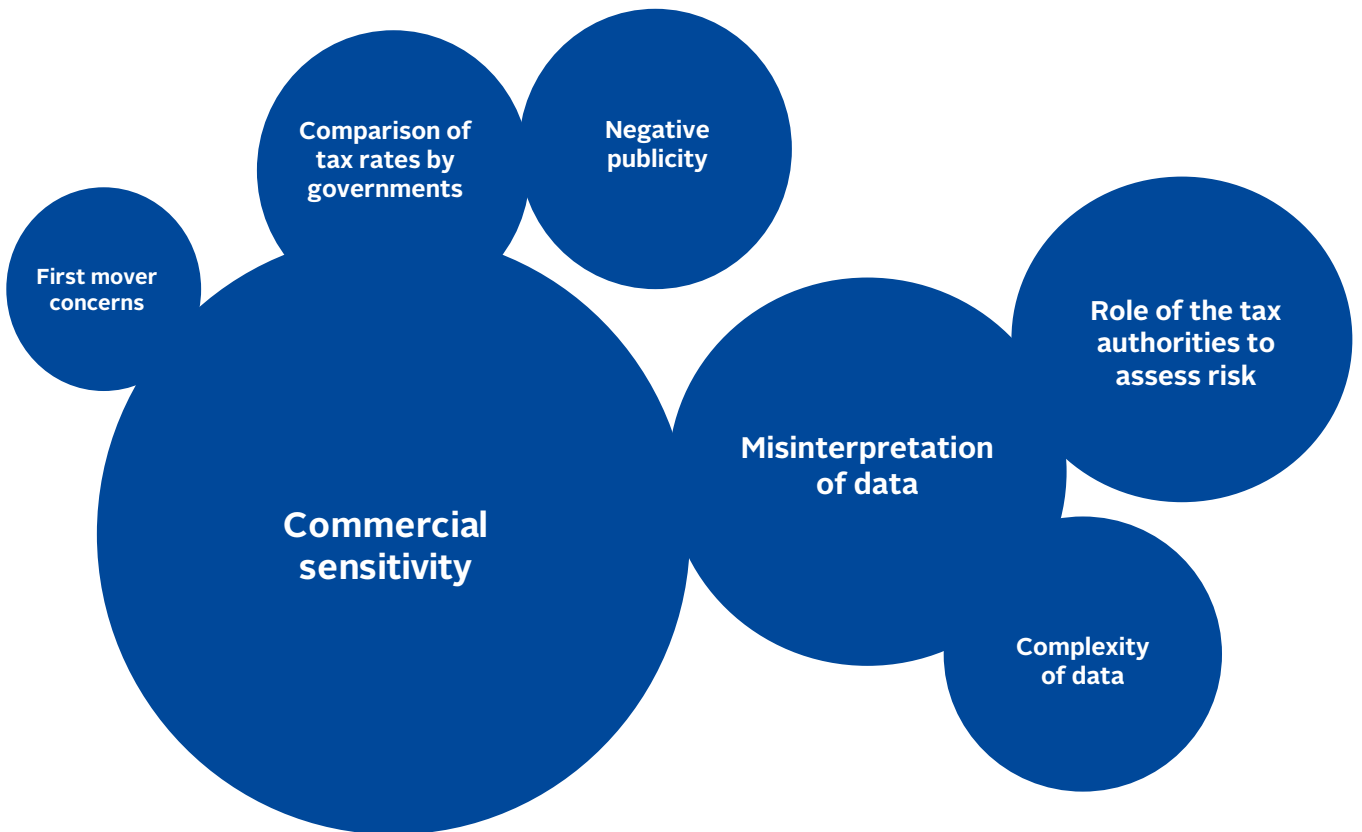 Comparison of
tax rates by
governments
Negative
publicity
First mover
concerns
Role of the tax
authorities to
assess risk
Misinterpretation
of data
Commercial
sensitivity
Complexity
of data